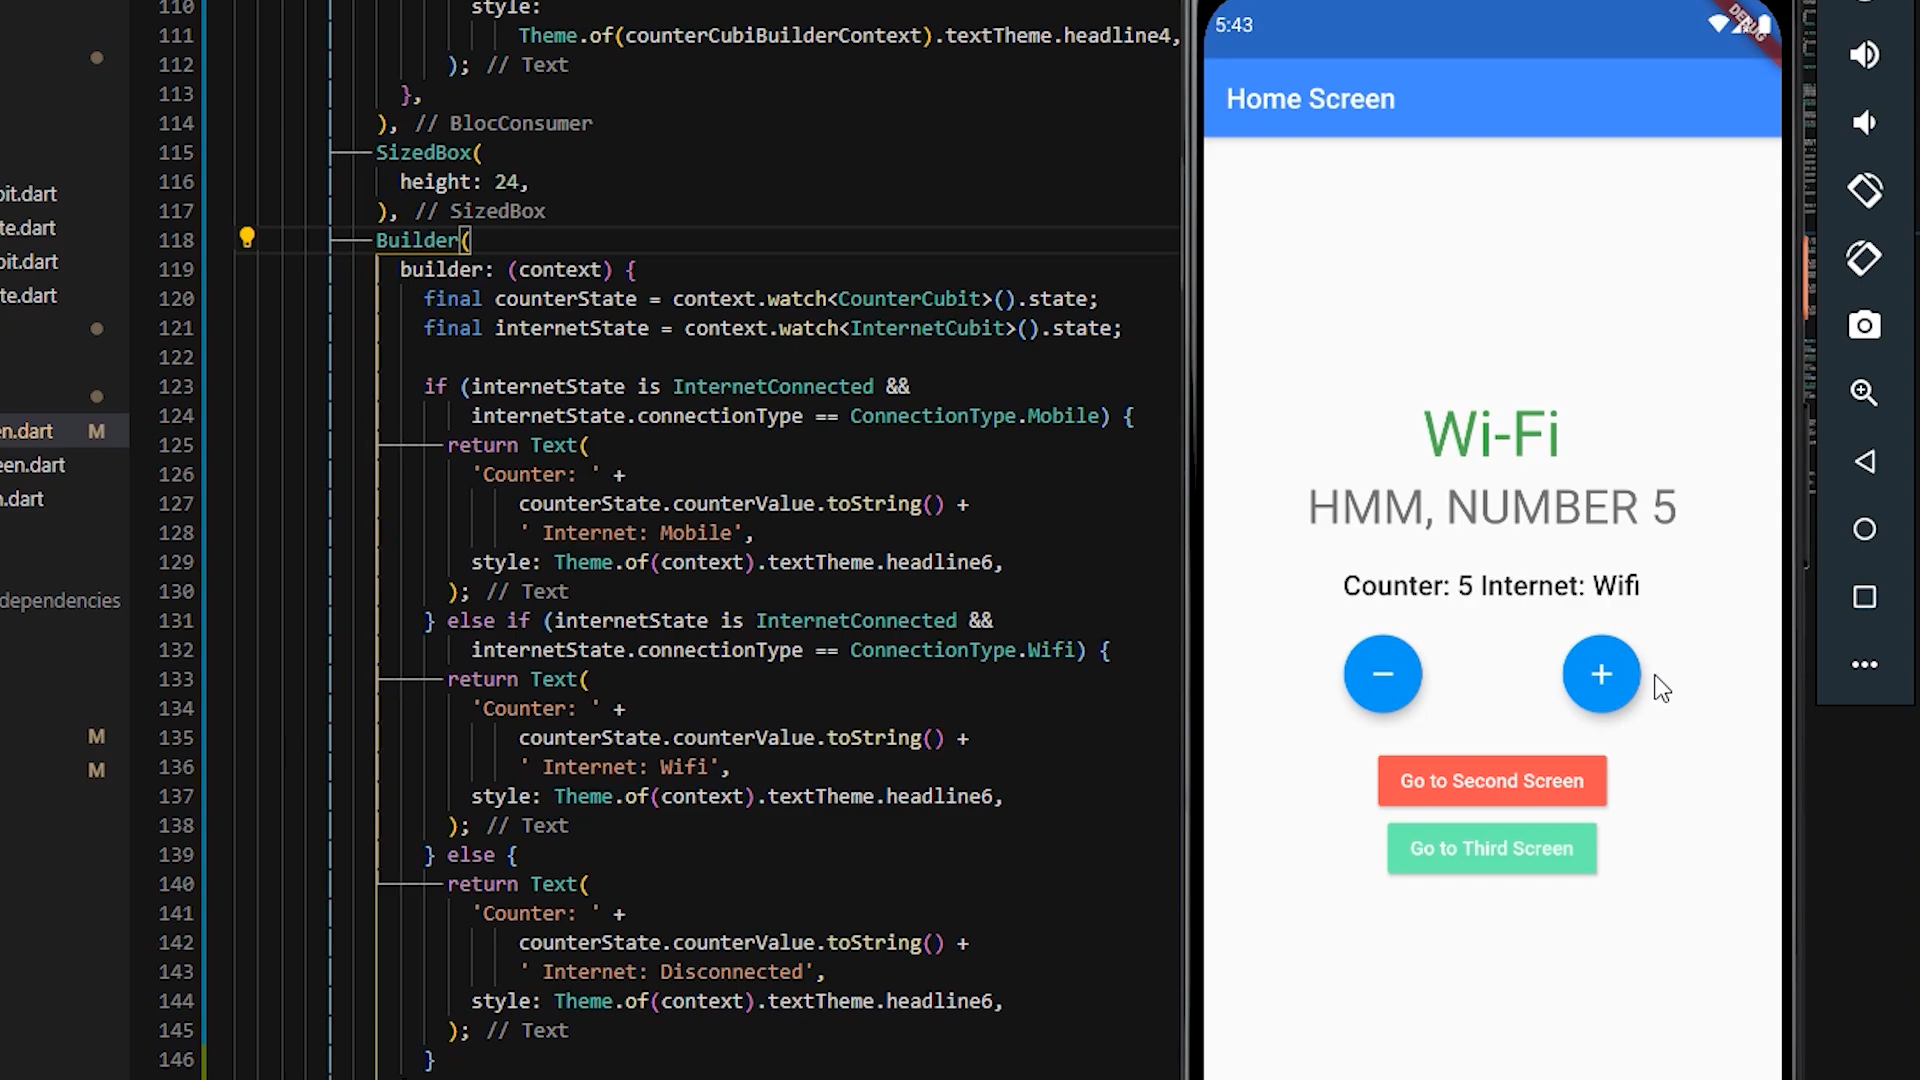 bit.dart
te.dart
bit.dart
te.dart
en.dart M
een.dart
n.dart
dependencies
M
M
110 style:
111 Theme.of(counterCubiBuilderContext).textTheme.headline4,
112 ); // Text
113 },
114 ), // BlocConsumer
115 SizedBox(
116 height: 24,
117 ), // SizedBox
118 Builder(
119 builder: (context) {
120 final counterState = context.watch<CounterCubit>().state;
121 final internetState = context.watch<InternetCubit>().state;
122
123 if (internetState is InternetConnected &&
124 internetState.connectionType == ConnectionType.Mobile) {
125 return Text(
126 'Counter: ' +
127 counterState.counterValue.toString() +
128 ' Internet: Mobile',
129 style: Theme.of(context).textTheme.headline6,
130 ); // Text
131 } else if (internetState is InternetConnected &&
132 internetState.connectionType == ConnectionType.Wifi) {
133 return Text(
134 'Counter: ' +
135 counterState.counterValue.toString() +
136 ' Internet: Wifi',
137 style: Theme.of(context).textTheme.headline6,
138 ); // Text
139 } else {
140 return Text(
141 'Counter: ' +
142 counterState.counterValue.toString() +
143 ' Internet: Disconnected',
144 style: Theme.of(context).textTheme.headline6,
145 ); // Text
146 }
5:43
DEBUG
Home Screen
Wi-Fi
HMM, NUMBER 5
Counter: 5 Internet: Wifi
− +
Go to Second Screen
Go to Third Screen